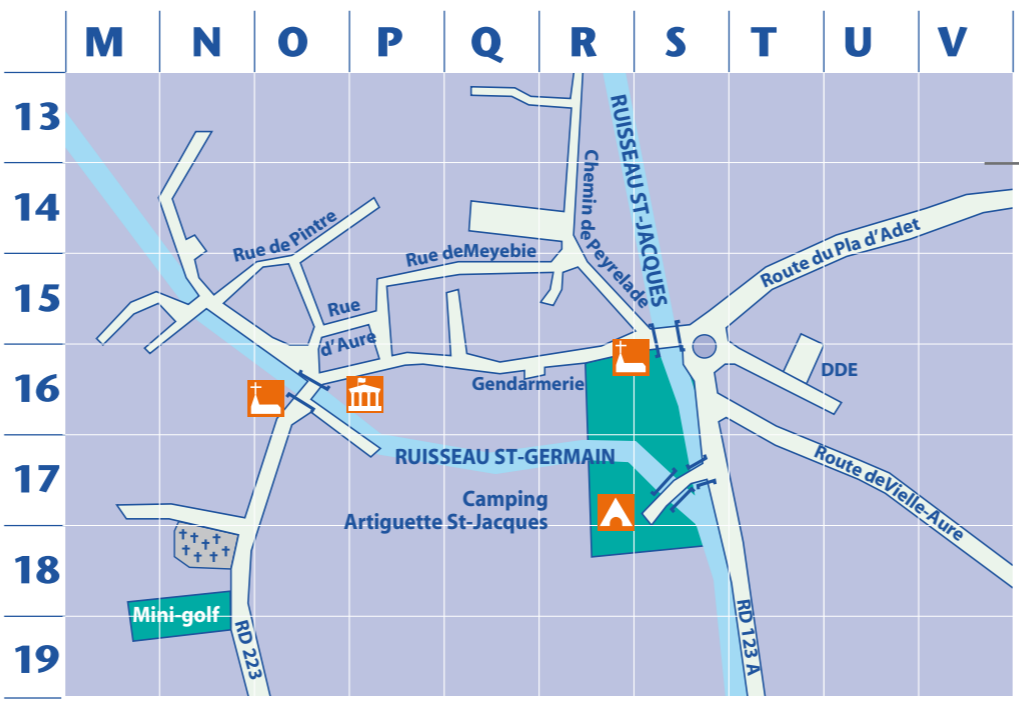 M N O P Q R S T U V
13
14
15
16
17
18
19
RUISSEAU ST-JACQUES
Chemin de Peyrelade
Rue de Pintre
Rue deMeyebie
Route du Pla d'Adet
Rue
d'Aure
Gendarmerie
DDE
RUISSEAU ST-GERMAIN
Camping
Artiguette St-Jacques
Route deVielle-Aure
Mini-golf
RD 223
RD 123 A